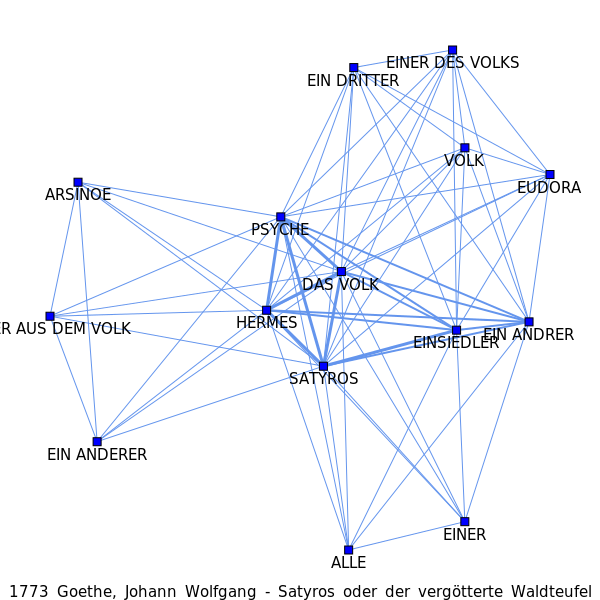 EINER DES VOLKS
EIN DRITTER
VOLK
EUDORA
ARSINOE
PSYCHE
DAS VOLK
HERMES
ER AUS DEM VOLK
EINSIEDLER
EIN ANDRER
SATYROS
EIN ANDERER
EINER
ALLE
1773 Goethe, Johann Wolfgang - Satyros oder der vergötterte Waldteufel